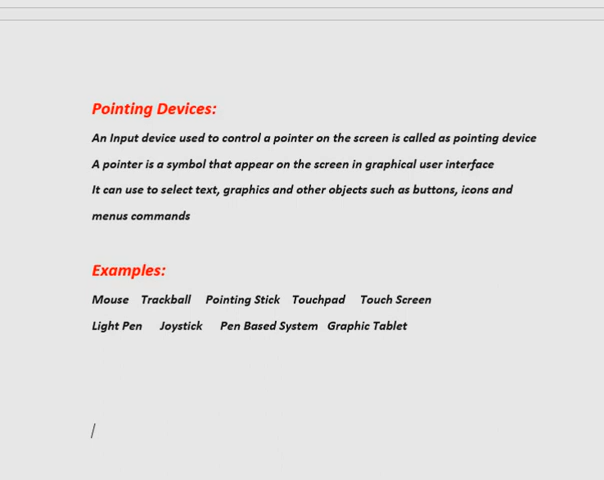 Pointing Devices:
An Input device used to control a pointer on the screen is called as pointing device
A pointer is a symbol that appear on the screen in graphical user interface
It can use to select text, graphics and other objects such as buttons, icons and
menus commands
Examples:
Mouse Trackball Pointing Stick Touchpad Touch Screen
Light Pen Joystick Pen Based System Graphic Tablet